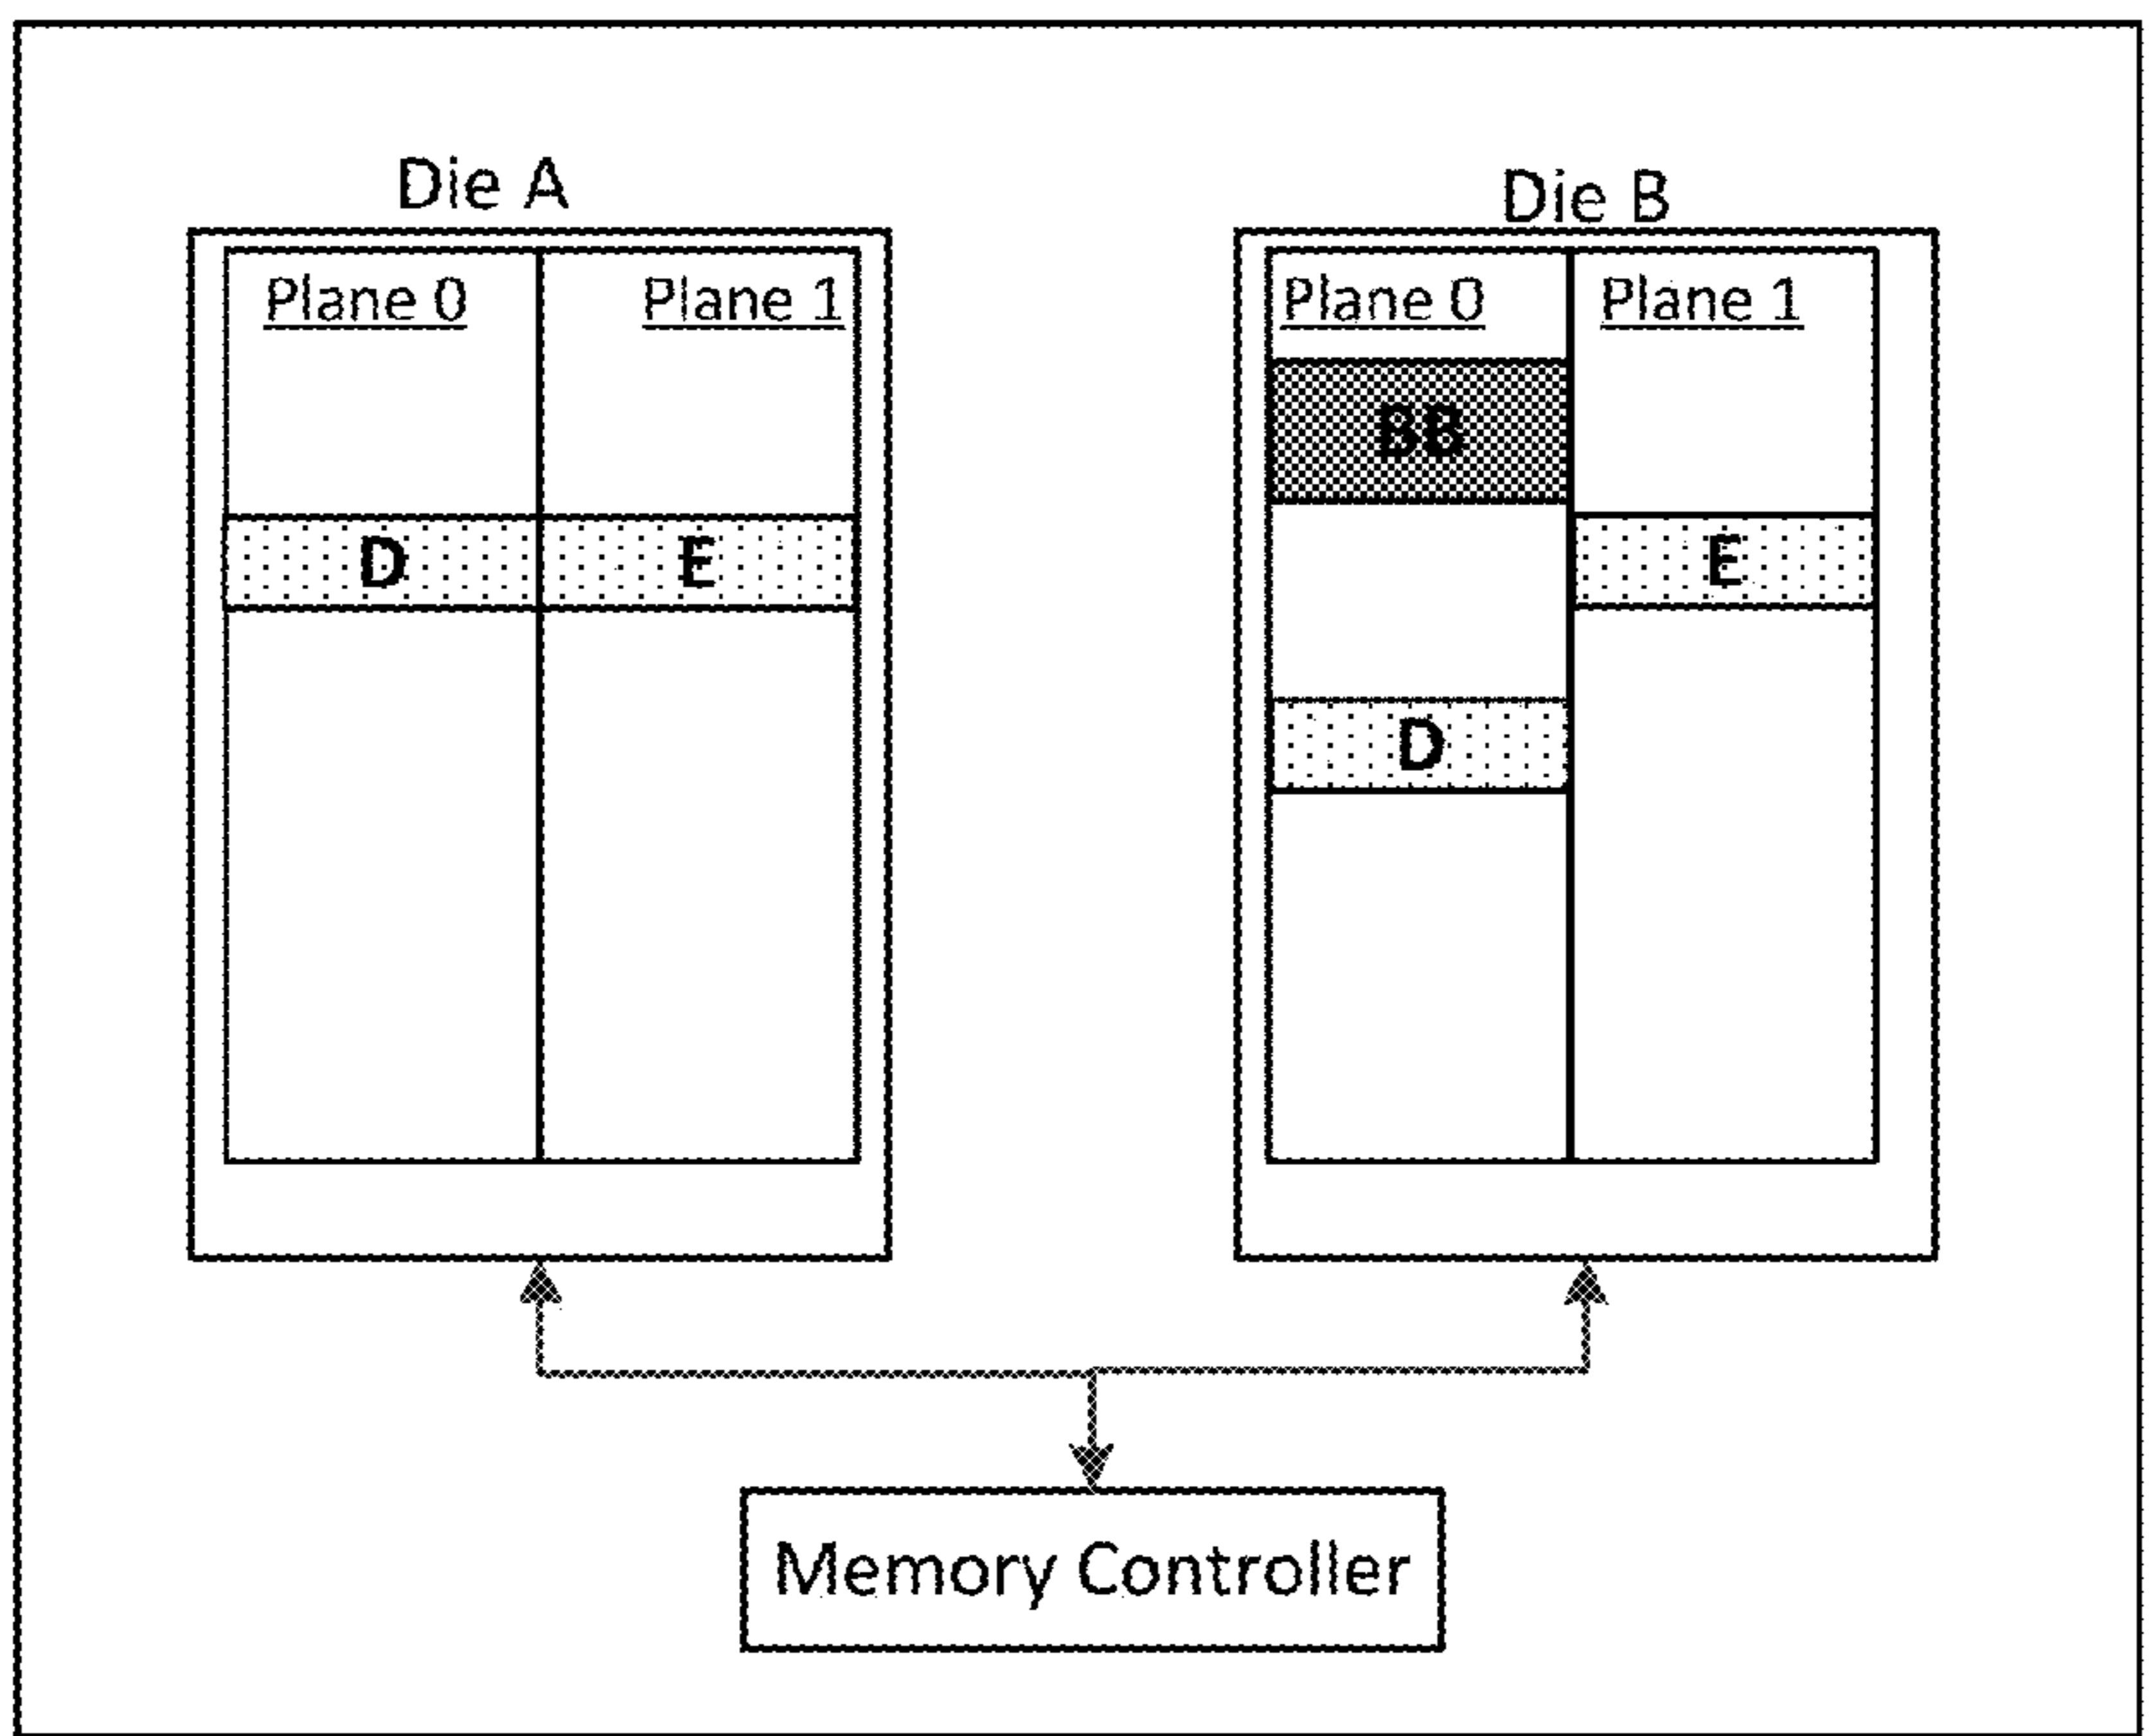 Die A
Die B
Plane 0
Plane 1
Plane 0
Plane 1
BB
D
E
E
D
Memory Controller